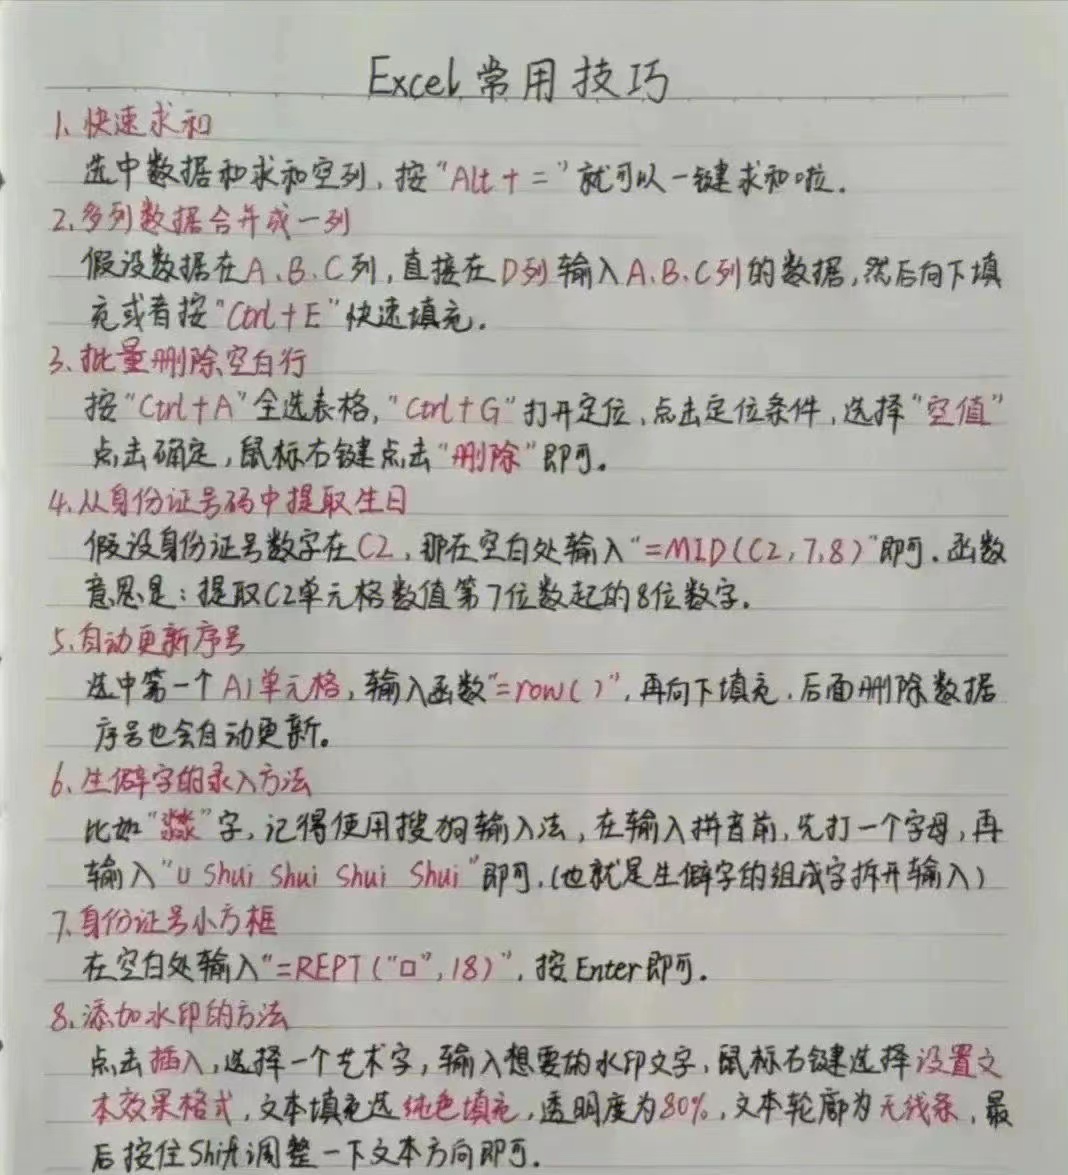 Excel常用技巧
1、快速求和
选中数据和求和空列，按“Alt＋＝”就可以一键求和啦。
2、多列数据合并成一列
假设数据在A、B、C列，直接在D列输入A、B、C列的数据，然后向下填
充或者按“Ctrl＋E”快速填充。
3、批量删除空白行
按“Ctrl＋A”全选表格，“Ctrl＋G”打开定位、点击定位条件，选择“空值”
点击确定，鼠标右键点击“删除”即可。
4、从身份证号码中提取生日
假设身份证号数字在C2，那在空白处输入“=MID(C2,7,8)”即可．函数
意思是：提取C2单元格数值第7位数起的8位数字．
5、自动更新序号
选中第一个A1单元格，输入函数“=row()”，再向下填充．后面删除数据
序号也会自动更新。
6、生僻字的录入方法
比如“㵘”字，记得使用搜狗输入法，在输入拼音前，先打一个字母，再
输入“U Shui Shui Shui Shui”即可．（也就是生僻字的组成字拆开输入）
7、身份证号小方框
在空白处输入“=REPT(“□”,18)”，按Enter即可．
8、添加水印的方法
点击插入，选择一个艺术字，输入想要的水印文字，鼠标右键选择设置文
本效果格式，文本填充选纯色填充，透明度为80%，文本轮廓为无线条，最
后按住Shift调整一下文本方向即可．